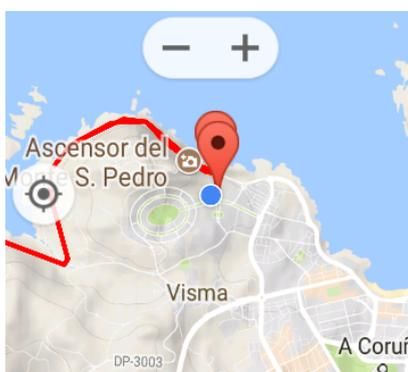 Ascensor del
Monte S. Pedro
Visma
A Coruñ
DP-3003